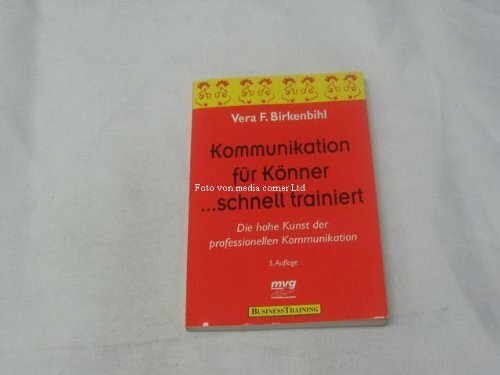 Vera F. Birkenbihl
Kommunikation
für Könner
...schnell trainiert
Foto von media corner Ltd
Die hohe Kunst der
professionellen Kommunikation
5. Auflage
mvg
BUSINESSTRAINING